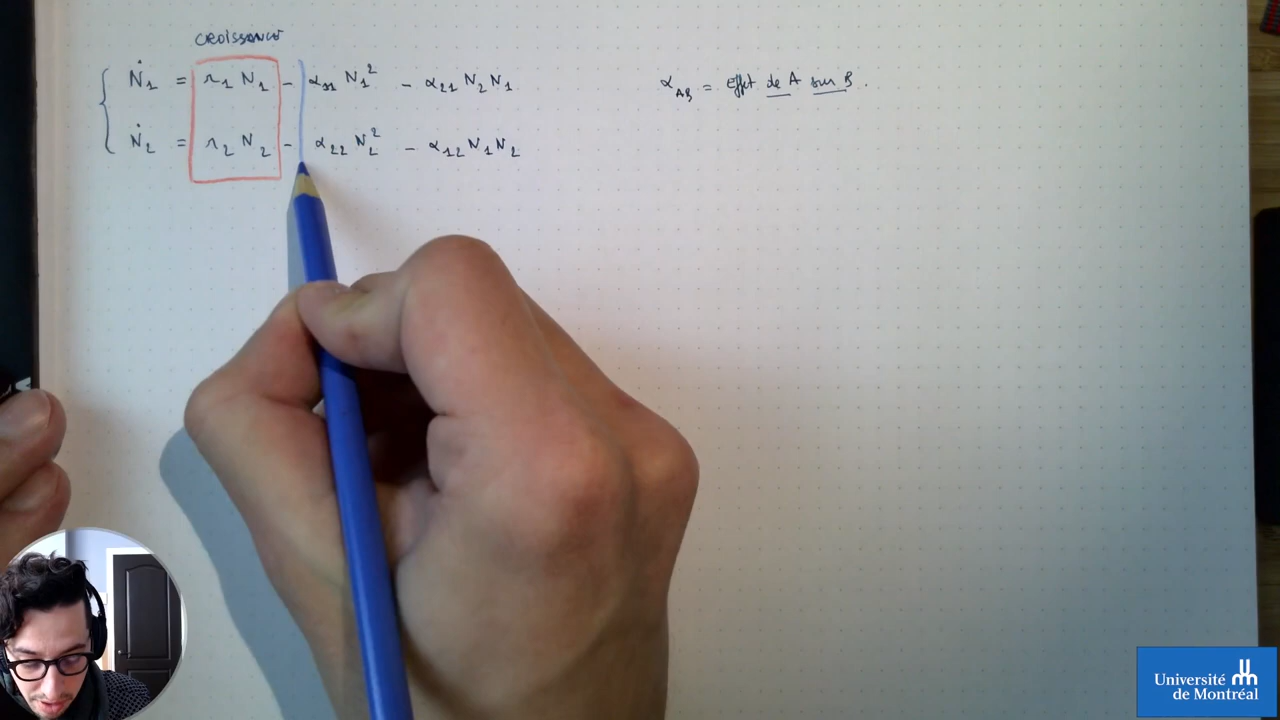 CROISSANCE
Ṅ₁ = r₁ N₁ - α₁₁ N₁² - α₂₁ N₂ N₁
α_AB = Effet de A sur B.
Ṅ₂ = r₂ N₂ - α₂₂ N₂² - α₁₂ N₁ N₂
Université
de Montréal